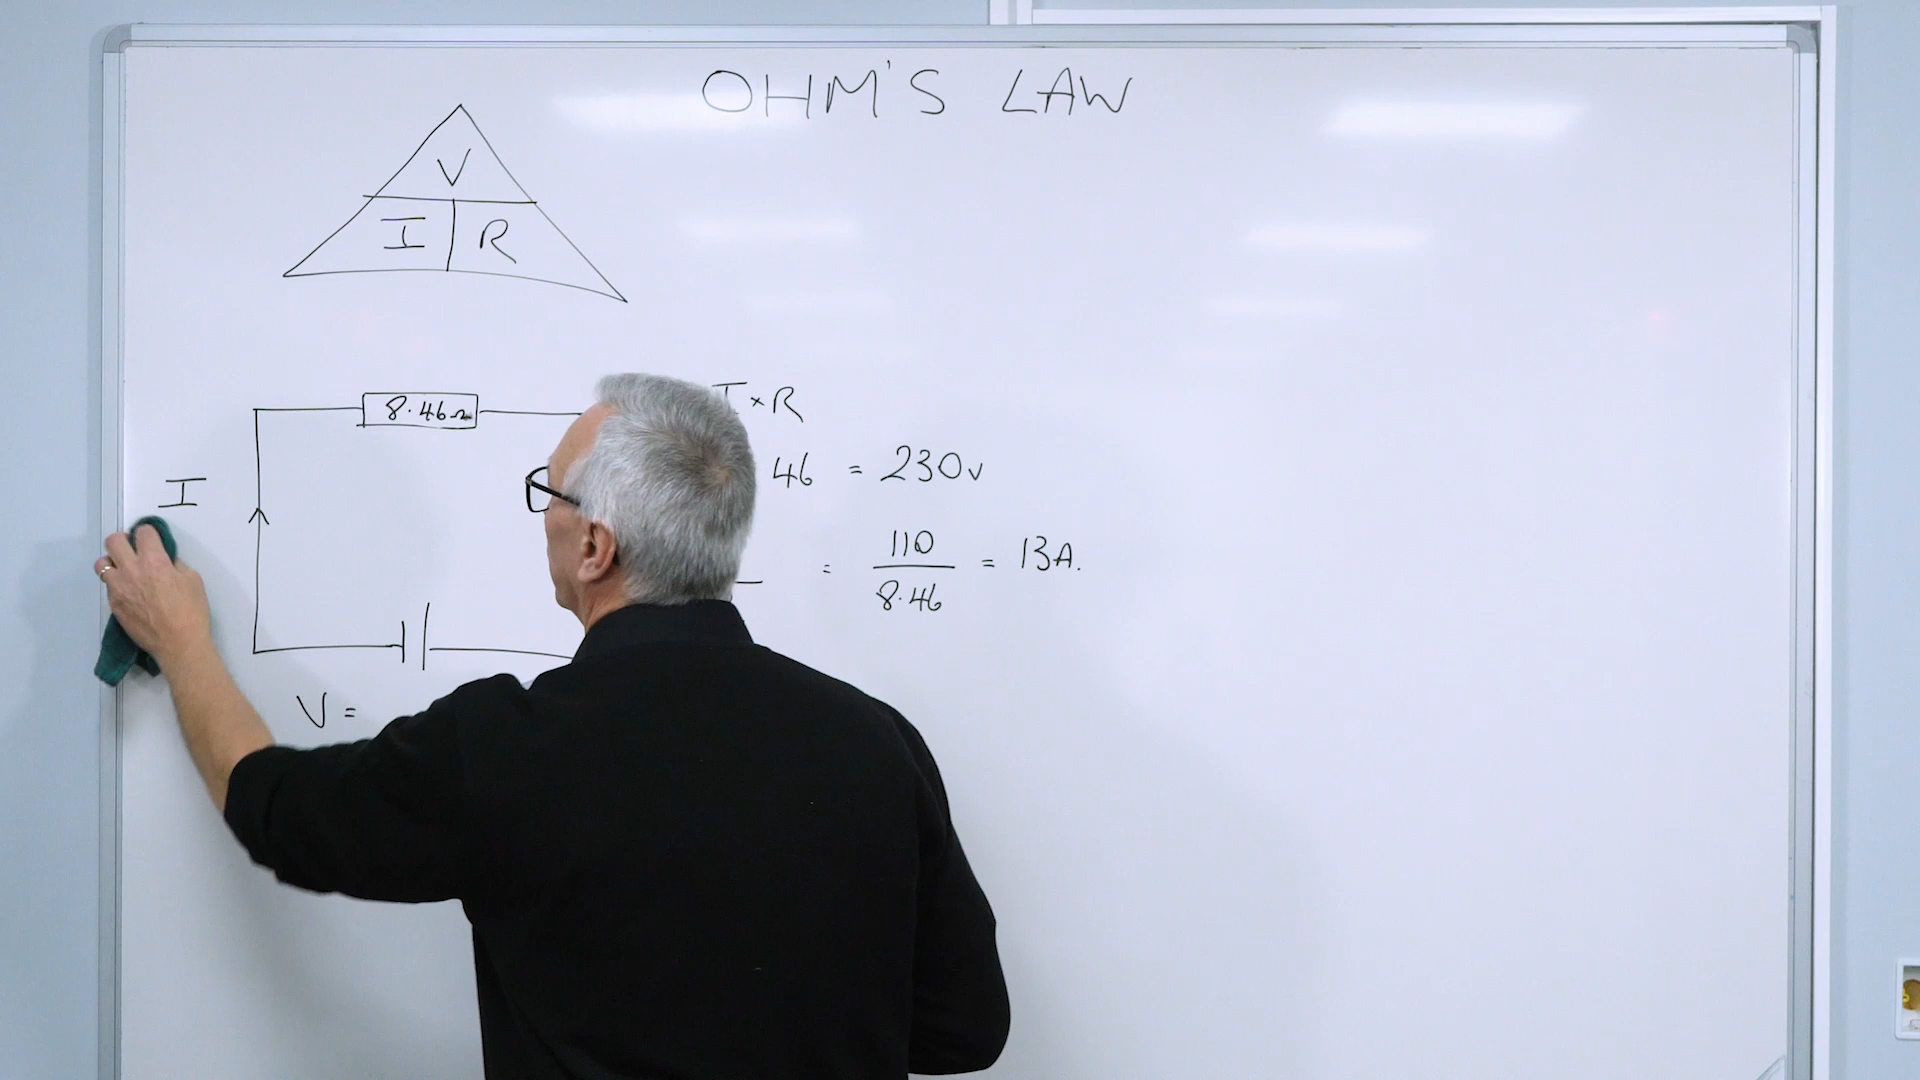 OHM'S LAW
V
I R
8.46Ω
I
V =
I × R
46 = 230v
= 110 / 8.46 = 13A.